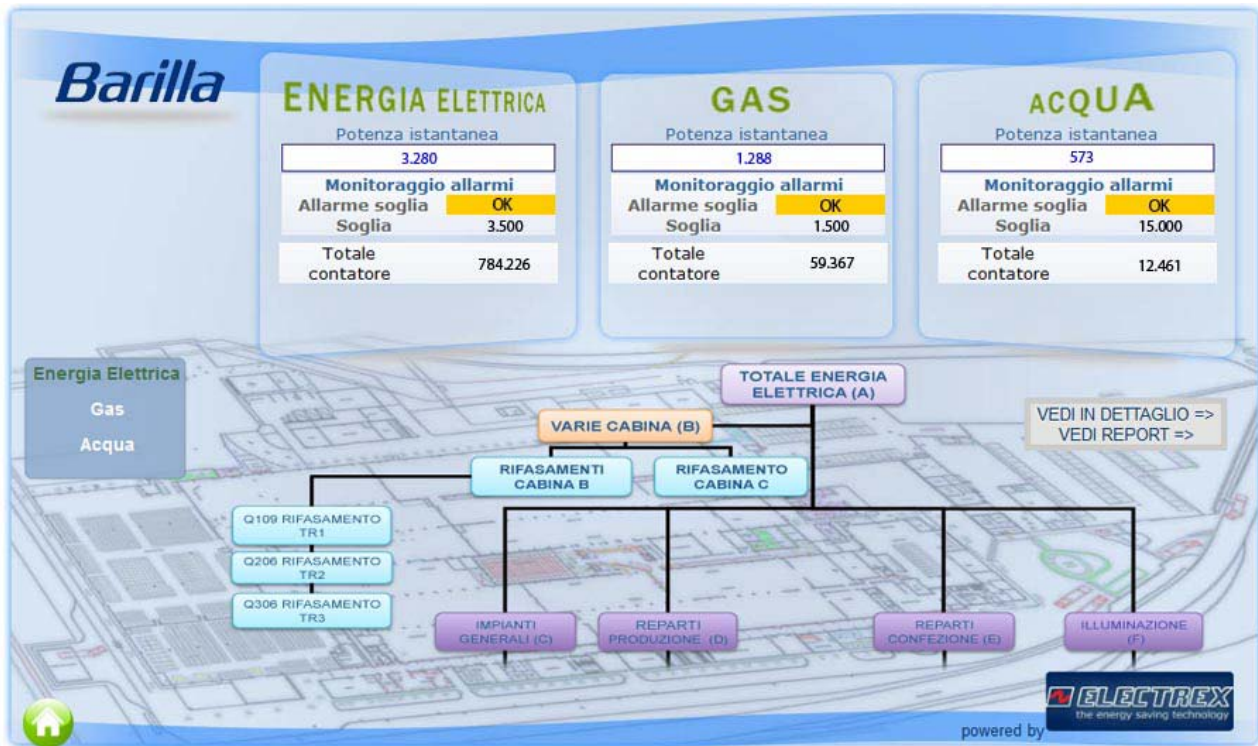 Barilla
ENERGIA ELETTRICA
Potenza istantanea
3.280
Monitoraggio allarmi
Allarme soglia OK
Soglia 3.500
Totale
contatore 784.226
GAS
Potenza istantanea
1.288
Monitoraggio allarmi
Allarme soglia OK
Soglia 1.500
Totale
contatore 59.367
ACQUA
Potenza istantanea
573
Monitoraggio allarmi
Allarme soglia OK
Soglia 15.000
Totale
contatore 12.461
Energia Elettrica
Gas
Acqua
TOTALE ENERGIA
ELETTRICA (A)
VEDI IN DETTAGLIO =>
VEDI REPORT =>
VARIE CABINA (B)
RIFASAMENTI
CABINA B
RIFASAMENTO
CABINA C
Q109 RIFASAMENTO
TR1
Q206 RIFASAMENTO
TR2
Q306 RIFASAMENTO
TR3
IMPIANTI
GENERALI (C)
REPARTI
PRODUZIONE (D)
REPARTI
CONFEZIONE (E)
ILLUMINAZIONE
(F)
powered by
ELECTREX
the energy saving technology